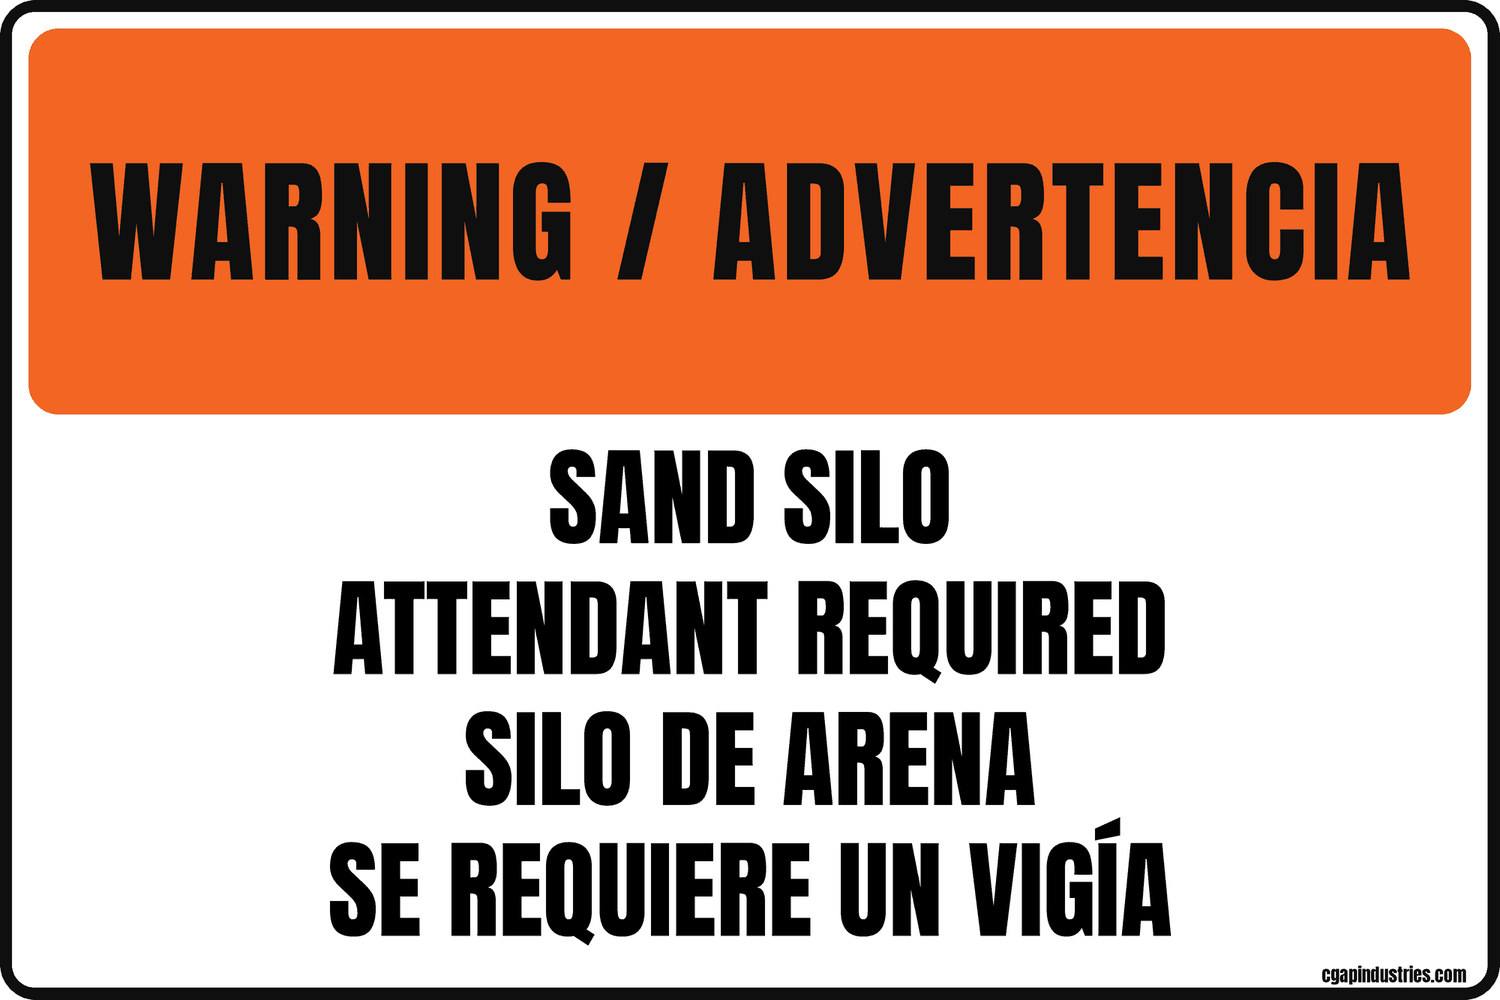 WARNING / ADVERTENCIA
SAND SILO
ATTENDANT REQUIRED
SILO DE ARENA
SE REQUIERE UN VIGÍA
cgapindustries.com